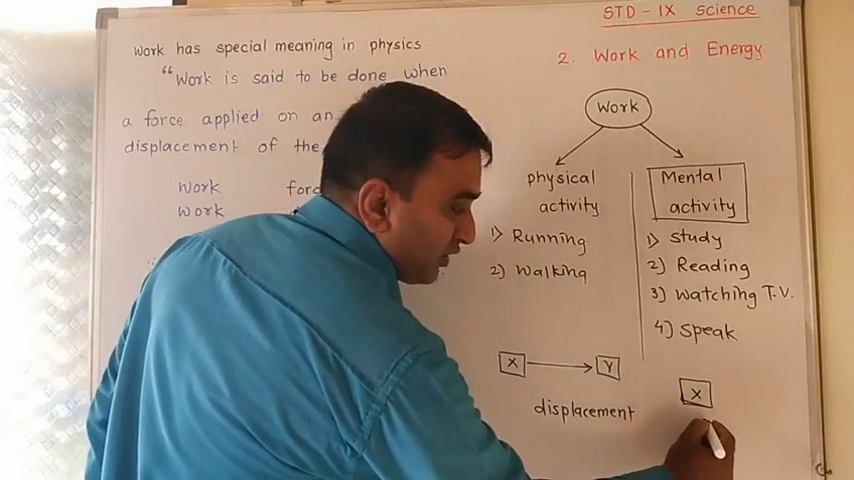 STD - IX Science
2. Work and Energy
Work has special meaning in physics
"Work is said to be done when
a force applied on an
displacement of the
work
work
Work
physical
activity
1) Running
2) Walking
Mental
activity
1) Study
2) Reading
3) Watching T.V.
4) Speak
X
Y
displacement
X